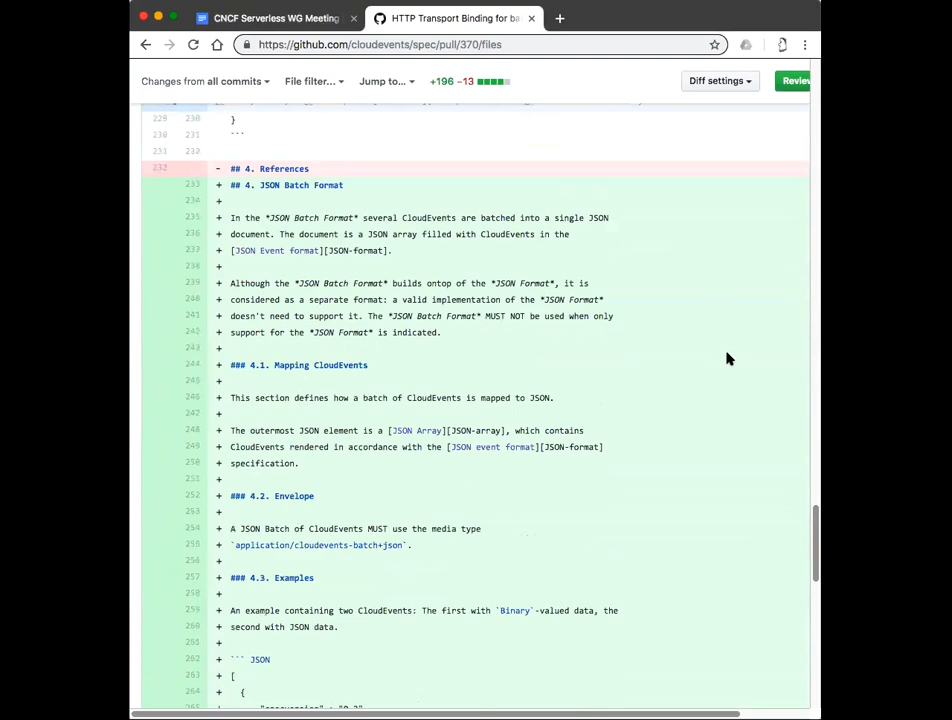 CNCF Serverless WG Meeting
HTTP Transport Binding for ba
https://github.com/cloudevents/spec/pull/370/files
Changes from all commits
File filter...
Jump to...
+196 −13
Diff settings
Review
229 230 }
230 231 ```
231 232
232 - ## 4. References
233 + ## 4. JSON Batch Format
234 +
235 + In the *JSON Batch Format* several CloudEvents are batched into a single JSON
236 + document. The document is a JSON array filled with CloudEvents in the
237 + [JSON Event format][JSON-format].
238 +
239 + Although the *JSON Batch Format* builds ontop of the *JSON Format*, it is
240 + considered as a separate format: a valid implementation of the *JSON Format*
241 + doesn't need to support it. The *JSON Batch Format* MUST NOT be used when only
242 + support for the *JSON Format* is indicated.
243 +
244 + ### 4.1. Mapping CloudEvents
245 +
246 + This section defines how a batch of CloudEvents is mapped to JSON.
247 +
248 + The outermost JSON element is a [JSON Array][JSON-array], which contains
249 + CloudEvents rendered in accordance with the [JSON event format][JSON-format]
250 + specification.
251 +
252 + ### 4.2. Envelope
253 +
254 + A JSON Batch of CloudEvents MUST use the media type
255 + `application/cloudevents-batch+json`.
256 +
257 + ### 4.3. Examples
258 +
259 + An example containing two CloudEvents: The first with `Binary`-valued data, the
260 + second with JSON data.
261 +
262 + ``` JSON
263 + [
264 + {